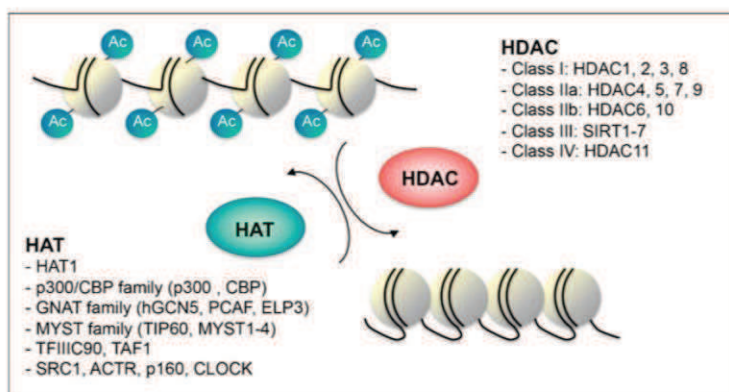 Ac Ac Ac Ac
Ac Ac Ac Ac
HDAC
- Class I: HDAC1, 2, 3, 8
- Class IIa: HDAC4, 5, 7, 9
- Class IIb: HDAC6, 10
- Class III: SIRT1-7
- Class IV: HDAC11
HDAC
HAT
HAT
- HAT1
- p300/CBP family (p300 , CBP)
- GNAT family (hGCN5, PCAF, ELP3)
- MYST family (TIP60, MYST1-4)
- TFIIIC90, TAF1
- SRC1, ACTR, p160, CLOCK